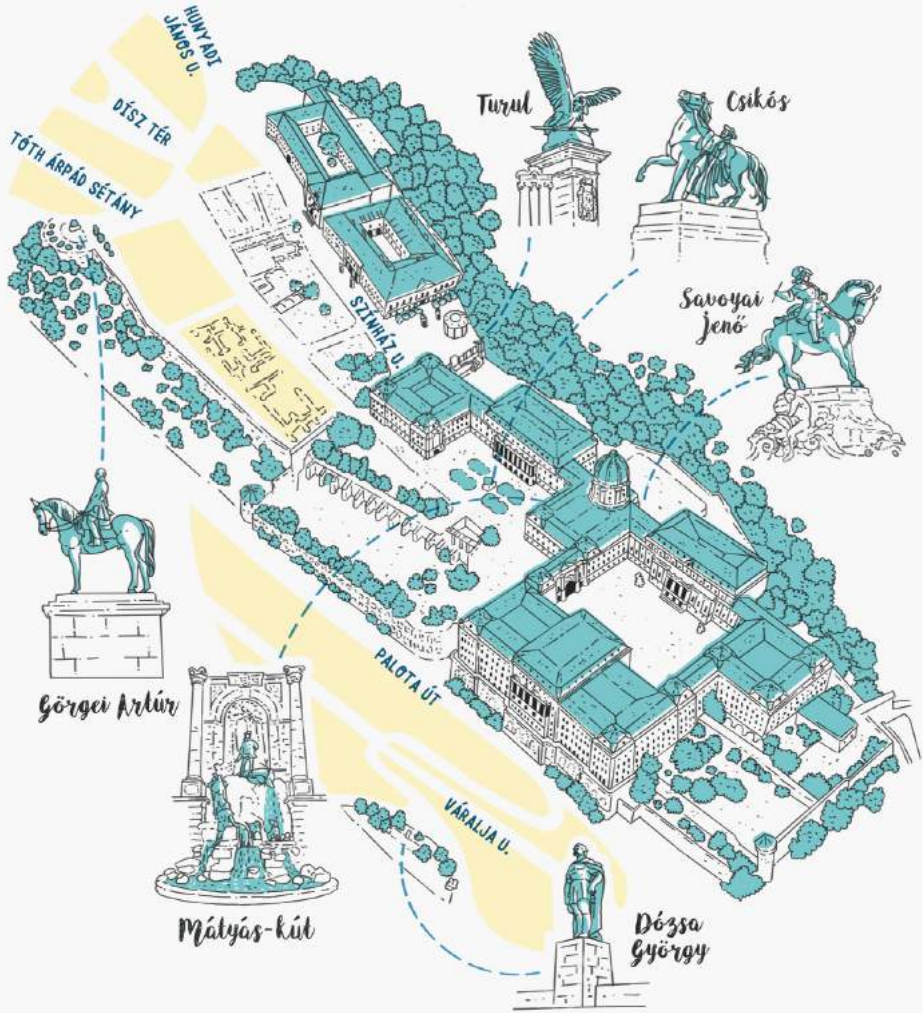 HUNYADI
JÁNOS U.
DÍSZ TÉR
TÓTH ÁRPÁD SÉTÁNY
Turul
Csikós
Savoyai
Jenő
SZÍNHÁZ U.
Görgei Artúr
PALOTA ÚT
VÁRALJA U.
Mátyás-kút
Dózsa
György